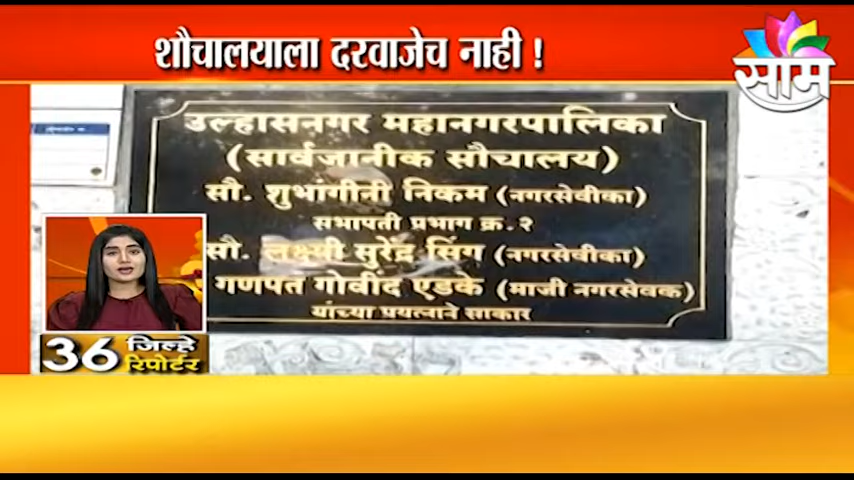 शौचालयाला दरवाजेच नाही !
साम
उल्हासनगर महानगरपालिका
(सार्वजानीक सौचालय)
सौ. शुभांगीनी निकम (नगरसेवीका)
सभापती प्रभाग क्र. २
सौ. लक्ष्मी सुरेंद्र सिंग (नगरसेवीका)
गणपत गोवींद एडके (माजी नगरसेवक)
यांच्या प्रयत्नाने साकार
36 जिल्हे
रिपोर्टर